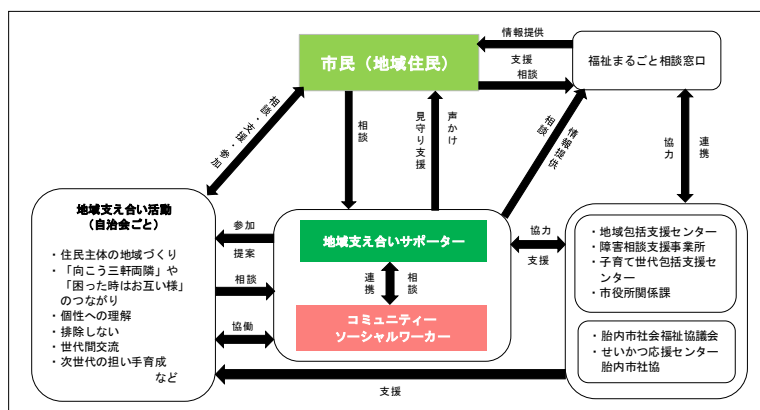 市民（地域住民）
情報提供
支援
相談
福祉まるごと相談窓口
相談・支援・参加
相談
見守り支援
声かけ
相談
情報提供
協力
連携
地域支え合い活動
（自治会ごと）
・住民主体の地域づくり
・「向こう三軒両隣」や
「困った時はお互い様」
のつながり
・個性への理解
・排除しない
・世代間交流
・次世代の担い手育成
など
参加
提案
相談
協働
地域支え合いサポーター
連携
相談
コミュニティー
ソーシャルワーカー
協力
支援
・地域包括支援センター
・障害相談支援事業所
・子育て世代包括支援セ
ンター
・市役所関係課
・胎内市社会福祉協議会
・せいかつ応援センター
胎内市社協
支援